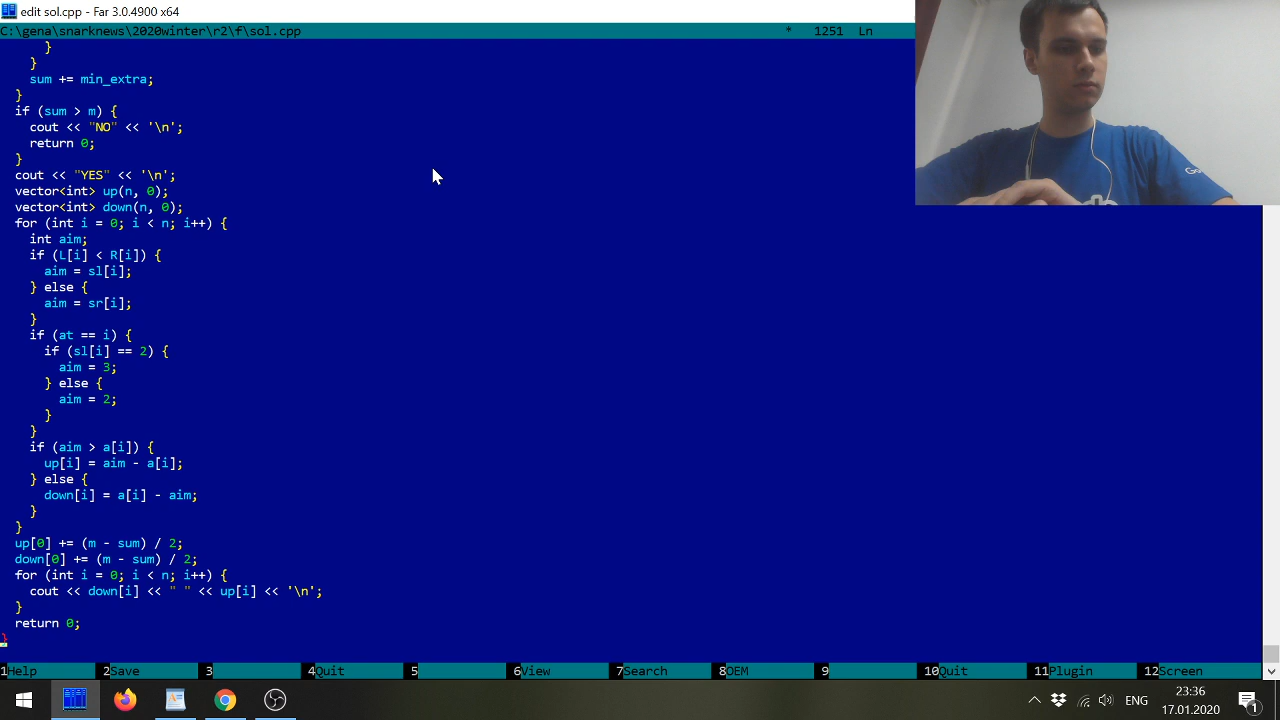 edit sol.cpp - Far 3.0.4900 x64
C:\gena\snarknews\2020winter\r2\f\sol.cpp * 1251 Ln
}
}
sum += min_extra;
}
if (sum > m) {
cout << "NO" << '\n';
return 0;
}
cout << "YES" << '\n';
vector<int> up(n, 0);
vector<int> down(n, 0);
for (int i = 0; i < n; i++) {
int aim;
if (L[i] < R[i]) {
aim = sl[i];
} else {
aim = sr[i];
}
if (at == i) {
if (sl[i] == 2) {
aim = 3;
} else {
aim = 2;
}
}
if (aim > a[i]) {
up[i] = aim - a[i];
} else {
down[i] = a[i] - aim;
}
}
up[0] += (m - sum) / 2;
down[0] += (m - sum) / 2;
for (int i = 0; i < n; i++) {
cout << down[i] << " " << up[i] << '\n';
}
return 0;
}
1Help 2Save 3 4Quit 5 6View 7Search 8OEM 9 10Quit 11Plugin 12Screen
ENG 23:36
17.01.2020
1